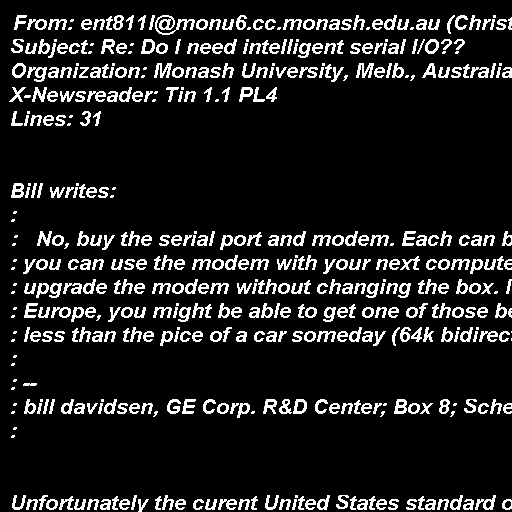 From: ent811l@monu6.cc.monash.edu.au (Christ
Subject: Re: Do I need intelligent serial I/O??
Organization: Monash University, Melb., Australia
X-Newsreader: Tin 1.1 PL4
Lines: 31
Bill writes:
:
:   No, buy the serial port and modem. Each can b
: you can use the modem with your next compute
: upgrade the modem without changing the box. I
: Europe, you might be able to get one of those be
: less than the pice of a car someday (64k bidirect
:
: --
: bill davidsen, GE Corp. R&D Center; Box 8; Sche
:
Unfortunately the curent United States standard o